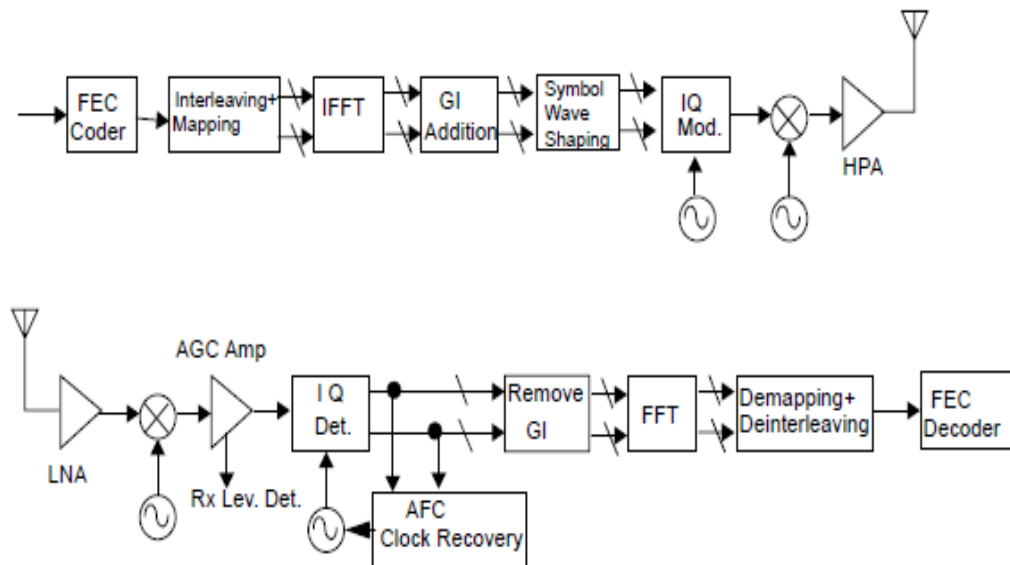 FEC
Coder
Interleaving+
Mapping
IFFT
GI
Addition
Symbol
Wave
Shaping
IQ
Mod.
HPA
LNA
AGC Amp
Rx Lev. Det.
I Q
Det.
AFC
Clock Recovery
Remove
GI
FFT
Demapping+
Deinterleaving
FEC
Decoder